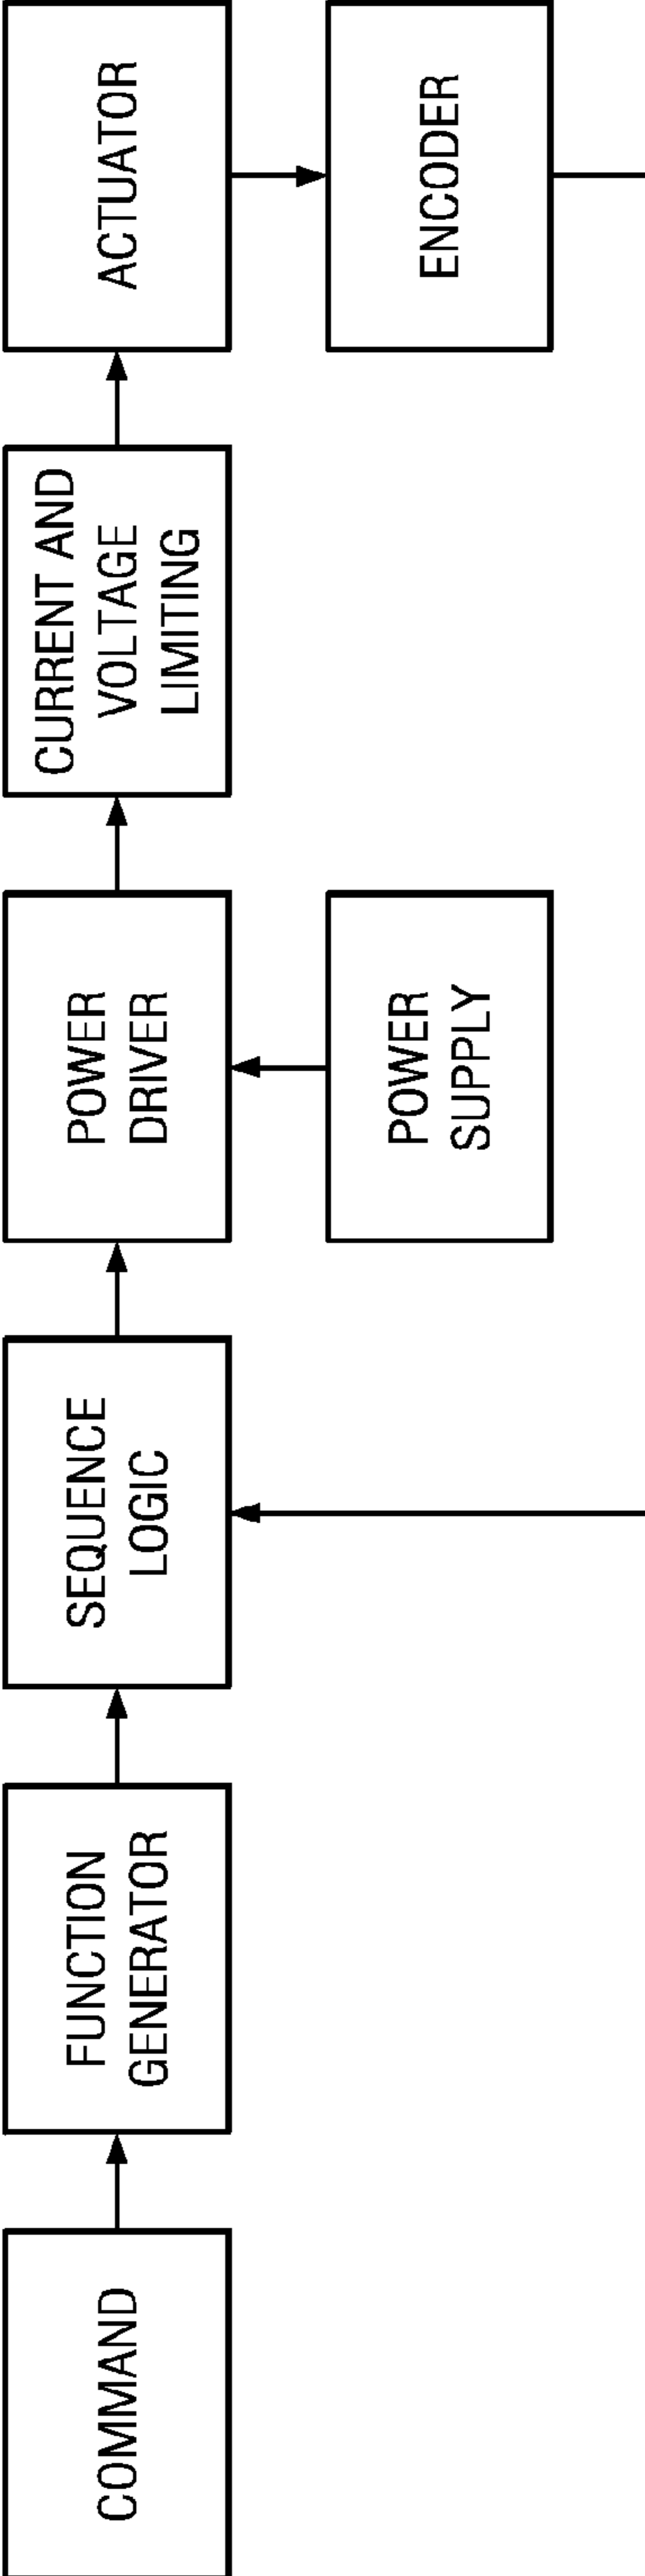 COMMAND
FUNCTION
GENERATOR
SEQUENCE
LOGIC
POWER
DRIVER
CURRENT AND
VOLTAGE
LIMITING
ACTUATOR
POWER
SUPPLY
ENCODER